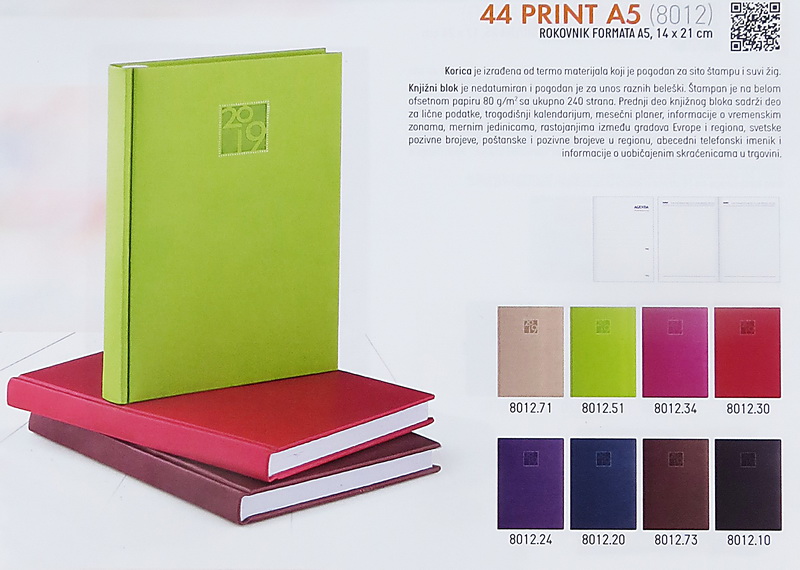 44 PRINT A5 (8012)
ROKOVNIK FORMATA A5, 14 x 21 cm
Korica je izrađena od termo materijala koji je pogodan za sito štampu i suvi žig.
Knjižni blok je nedatumiran i pogodan je za unos raznih beleški. Štampan je na belom
ofsetnom papiru 80 g/m² sa ukupno 240 strana. Prednji deo knjižnog bloka sadrži deo
za lične podatke, trogodišnji kalendarijum, mesečni planer, informacije o vremenskim
zonama, mernim jedinicama, rastojanjima između gradova Evrope i regiona, svetske
pozivne brojeve, poštanske i pozivne brojeve u regionu, abecedni telefonski imenik i
informacije o uobičajenim skraćenicama u trgovini.
2019
AGENDA
2019
8012.71 8012.51 8012.34 8012.30
8012.24 8012.20 8012.73 8012.10